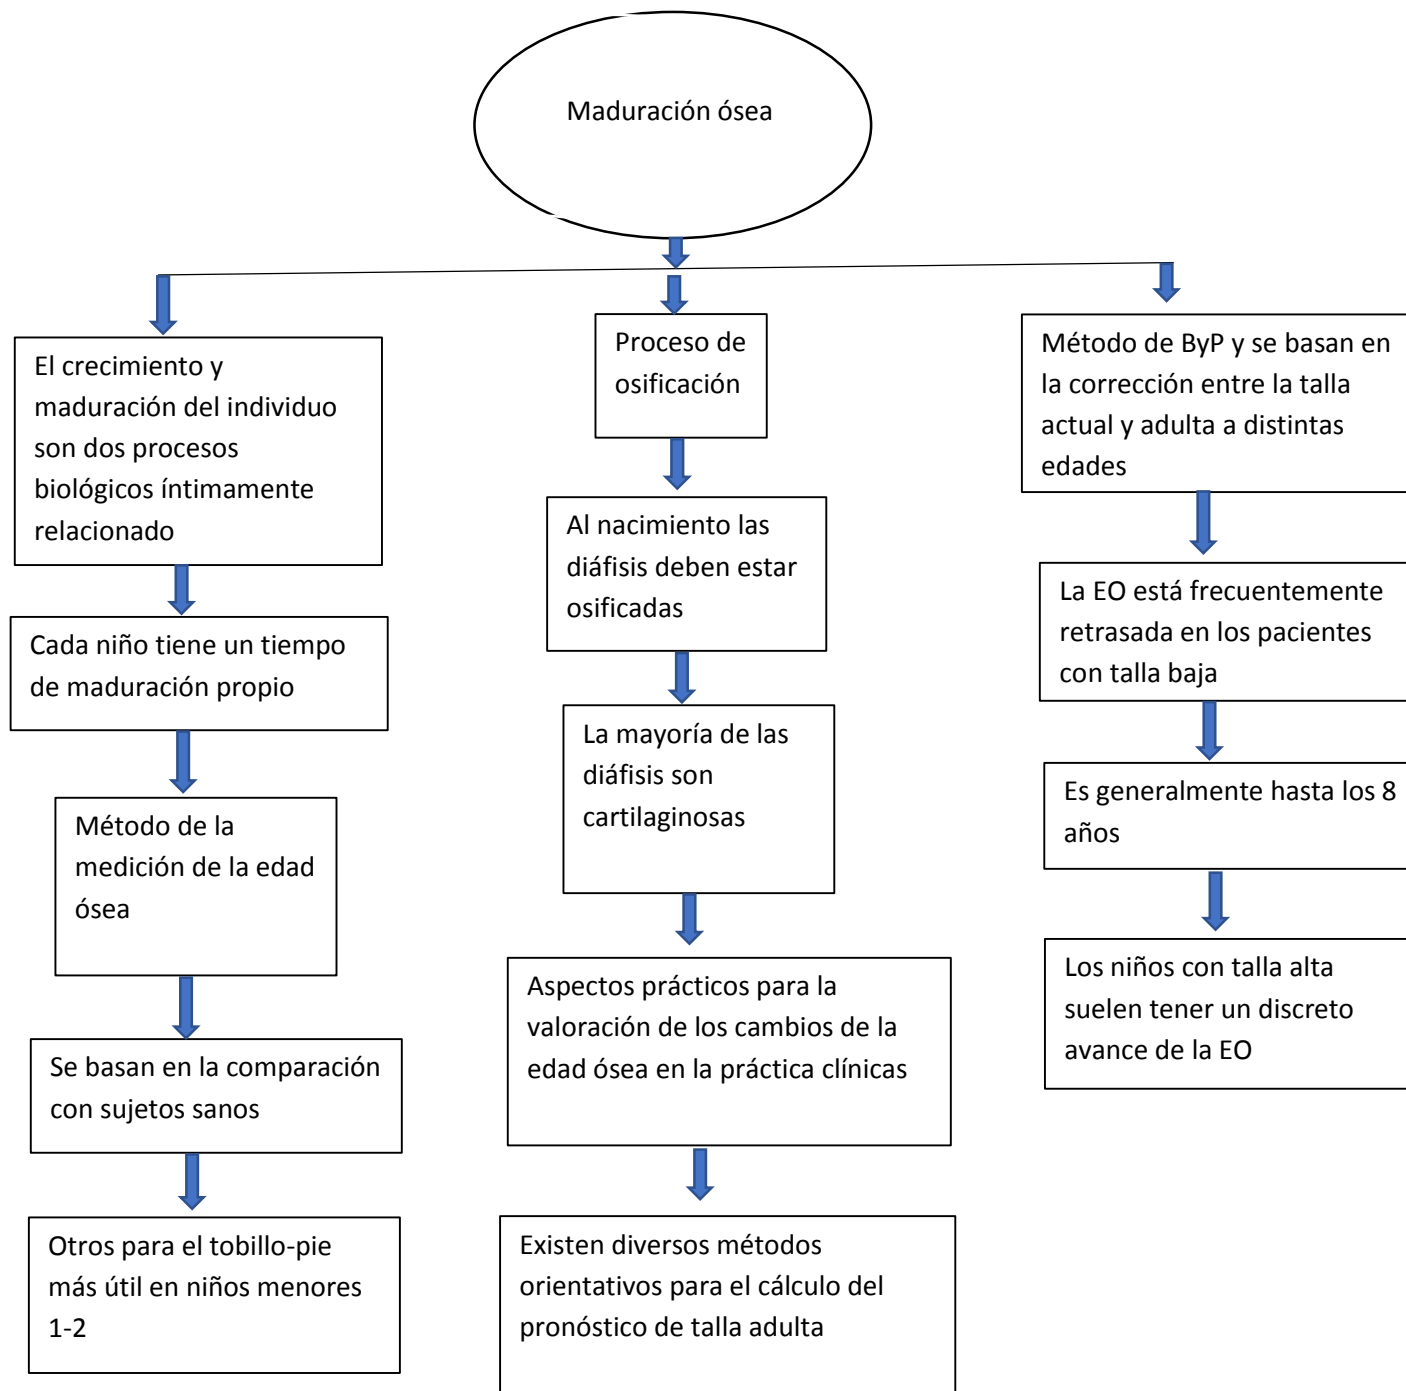 Maduración ósea
El crecimiento y
maduración del individuo
son dos procesos
biológicos íntimamente
relacionado
Cada niño tiene un tiempo
de maduración propio
Método de la
medición de la edad
ósea
Se basan en la comparación
con sujetos sanos
Otros para el tobillo-pie
más útil en niños menores
1-2
Proceso de
osificación
Al nacimiento las
diáfisis deben estar
osificadas
La mayoría de las
diáfisis son
cartilaginosas
Aspectos prácticos para la
valoración de los cambios de la
edad ósea en la práctica clínicas
Existen diversos métodos
orientativos para el cálculo del
pronóstico de talla adulta
Método de ByP y se basan en
la corrección entre la talla
actual y adulta a distintas
edades
La EO está frecuentemente
retrasada en los pacientes
con talla baja
Es generalmente hasta los 8
años
Los niños con talla alta
suelen tener un discreto
avance de la EO